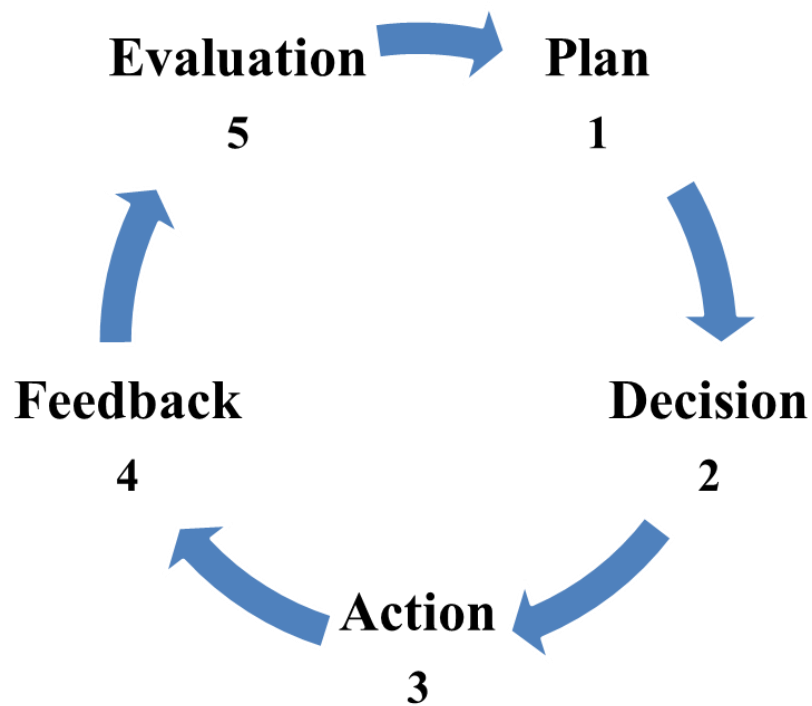 Evaluation
5
Plan
1
Decision
2
Action
3
Feedback
4